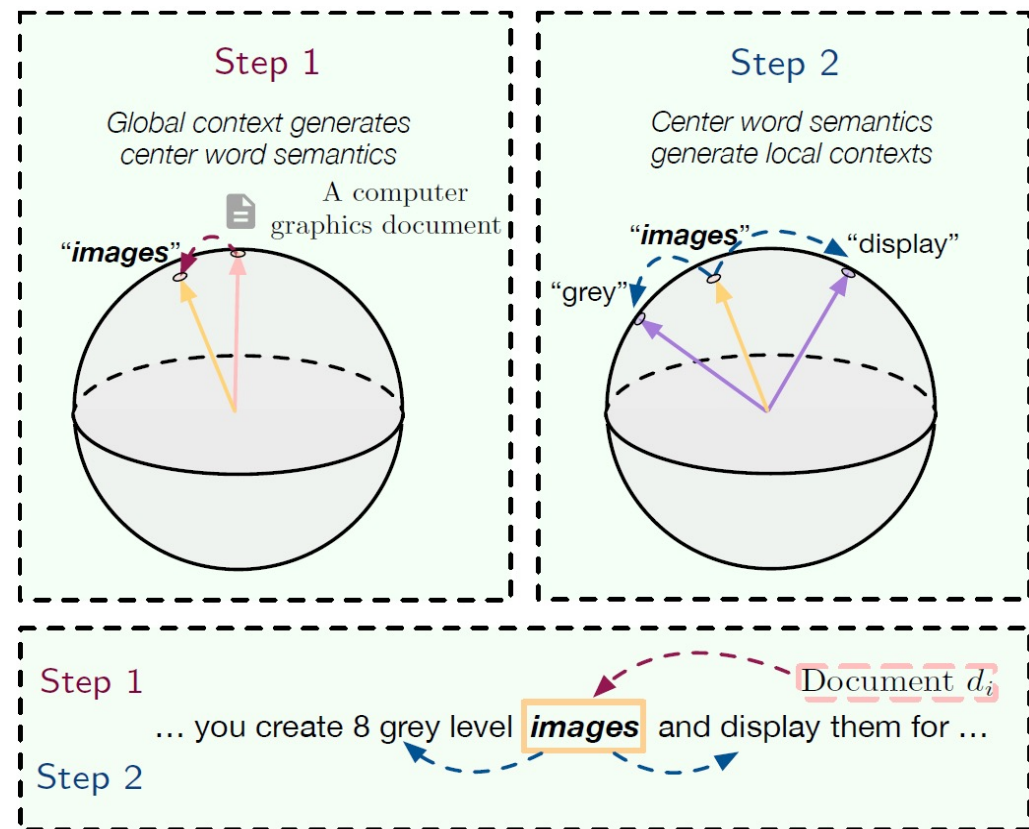 Step 1
Global context generates
center word semantics
A computer
graphics document
“images”
Step 2
Center word semantics
generate local contexts
“images”
“display”
“grey”
Step 1
Document dᵢ
... you create 8 grey level images and display them for ...
Step 2